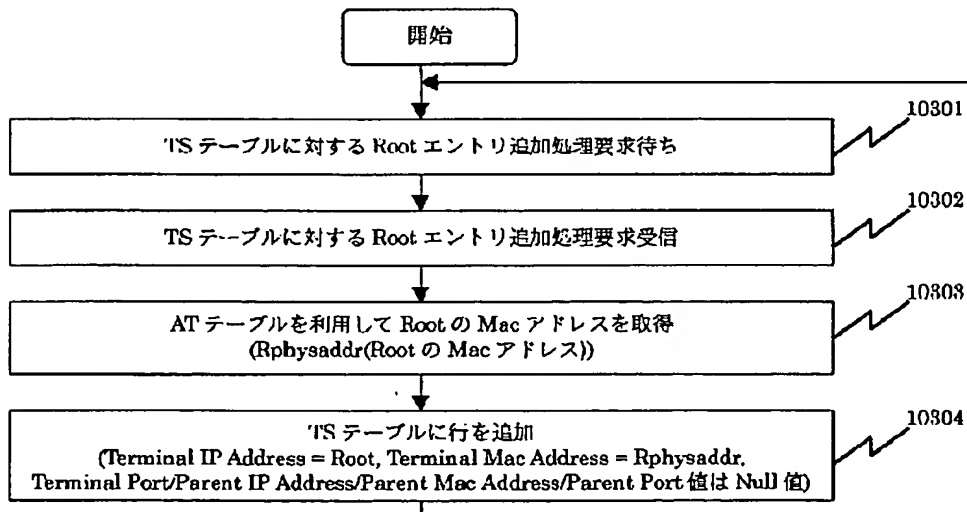 開始
10301
TS テーブルに対する Root エントリ追加処理要求待ち
10302
TS テーブルに対する Root エントリ追加処理要求受信
10303
AT テーブルを利用して Root の Mac アドレスを取得
(Rphysaddr(Root の Mac アドレス))
10304
TS テーブルに行を追加
(Terminal IP Address = Root, Terminal Mac Address = Rphysaddr,
Terminal Port/Parent IP Address/Parent Mac Address/Parent Port 値は Null 値)